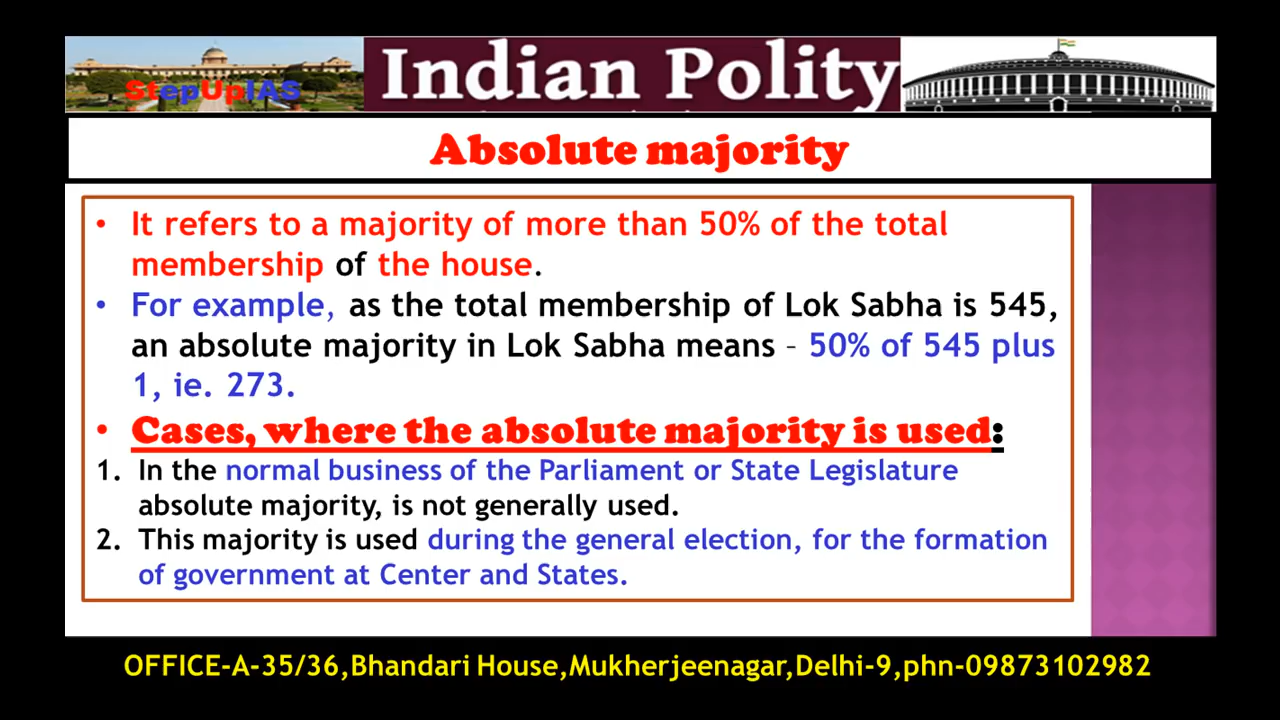 StepUpIAS
Indian Polity
Absolute majority
• It refers to a majority of more than 50% of the total
membership of the house.
• For example, as the total membership of Lok Sabha is 545,
an absolute majority in Lok Sabha means – 50% of 545 plus
1, ie. 273.
• Cases, where the absolute majority is used:
1. In the normal business of the Parliament or State Legislature
absolute majority, is not generally used.
2. This majority is used during the general election, for the formation
of government at Center and States.
OFFICE-A-35/36,Bhandari House,Mukherjeenagar,Delhi-9,phn-09873102982